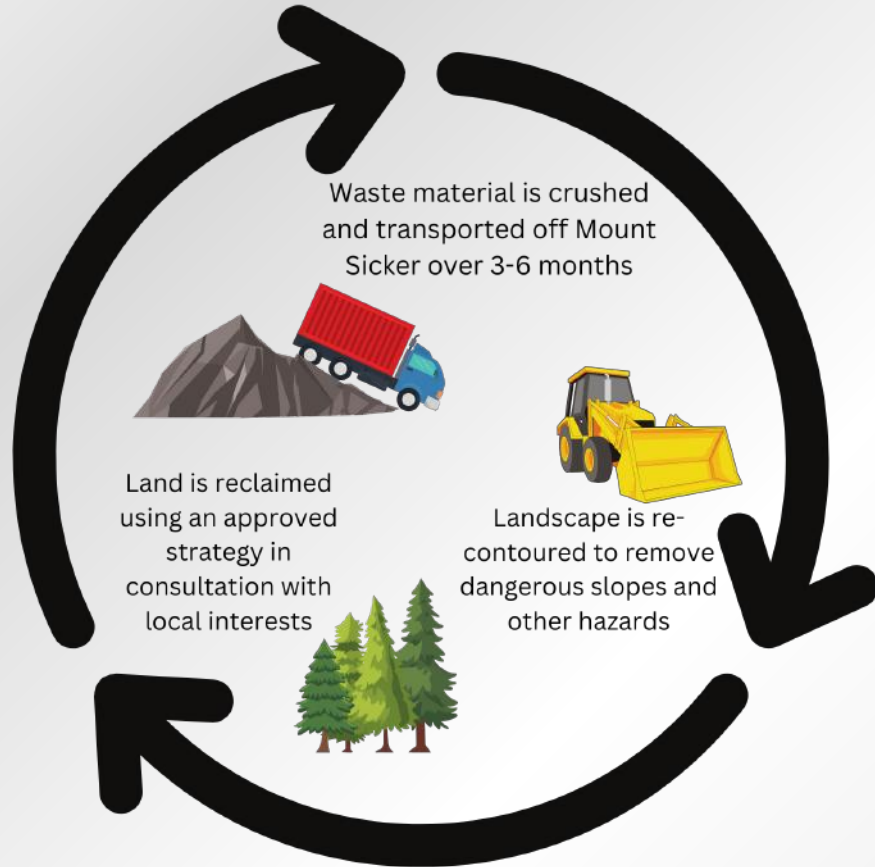 Waste material is crushed
and transported off Mount
Sicker over 3-6 months
Landscape is re-
contoured to remove
dangerous slopes and
other hazards
Land is reclaimed
using an approved
strategy in
consultation with
local interests